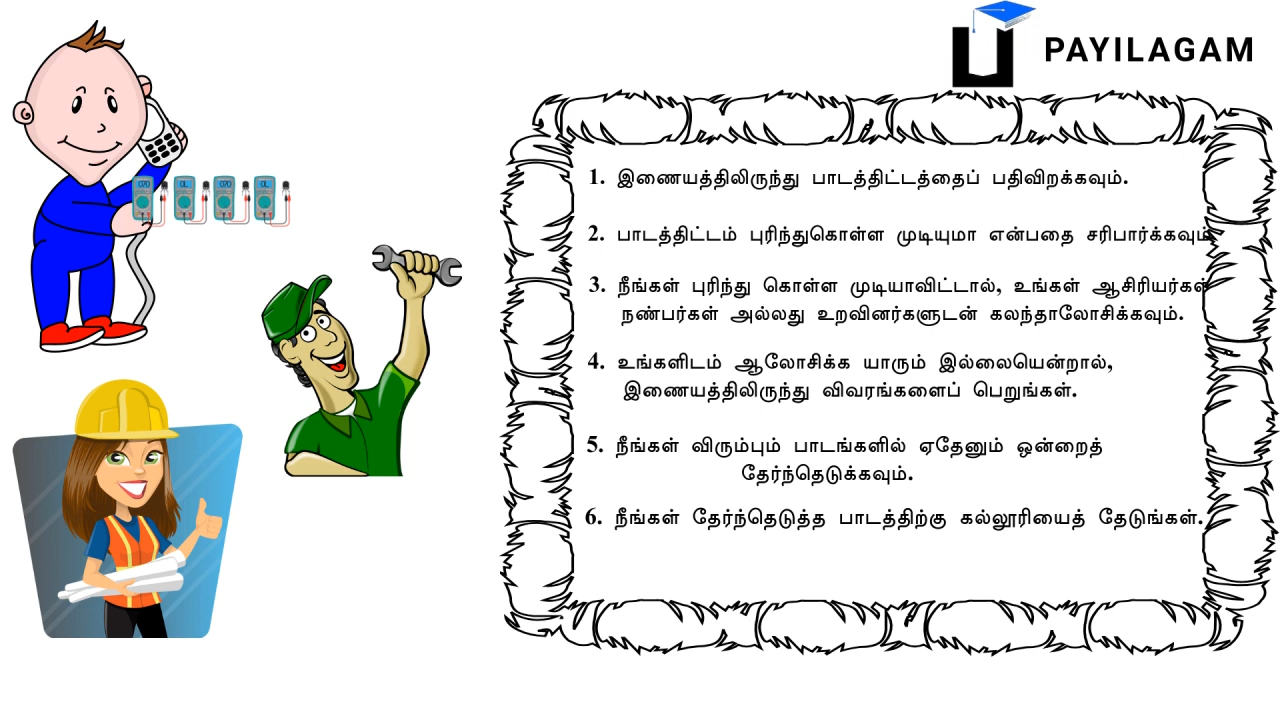 PAYILAGAM
1. இணையத்திலிருந்து பாடத்திட்டத்தைப் பதிவிறக்கவும்.
2. பாடத்திட்டம் புரிந்துகொள்ள முடியுமா என்பதை சரிபார்க்கவும்
3. நீங்கள் புரிந்து கொள்ள முடியாவிட்டால், உங்கள் ஆசிரியர்கள்
நண்பர்கள் அல்லது உறவினர்களுடன் கலந்தாலோசிக்கவும்.
4. உங்களிடம் ஆலோசிக்க யாரும் இல்லையென்றால்,
இணையத்திலிருந்து விவரங்களைப் பெறுங்கள்.
5. நீங்கள் விரும்பும் பாடங்களில் ஏதேனும் ஒன்றைத்
தேர்ந்தெடுக்கவும்.
6. நீங்கள் தேர்ந்தெடுத்த பாடத்திற்கு கல்லூரியைத் தேடுங்கள்.